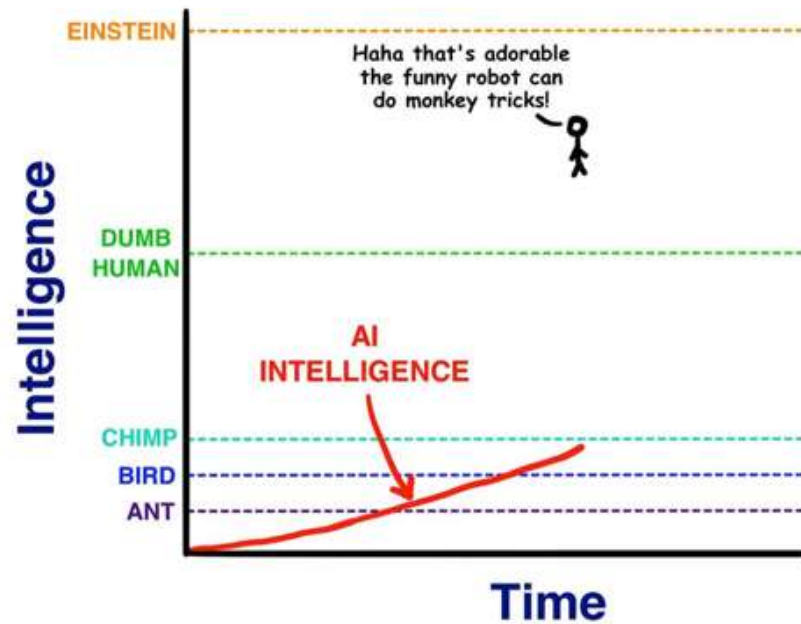 EINSTEIN
Haha that's adorable
the funny robot can
do monkey tricks!
DUMB
HUMAN
Intelligence
AI
INTELLIGENCE
CHIMP
BIRD
ANT
Time